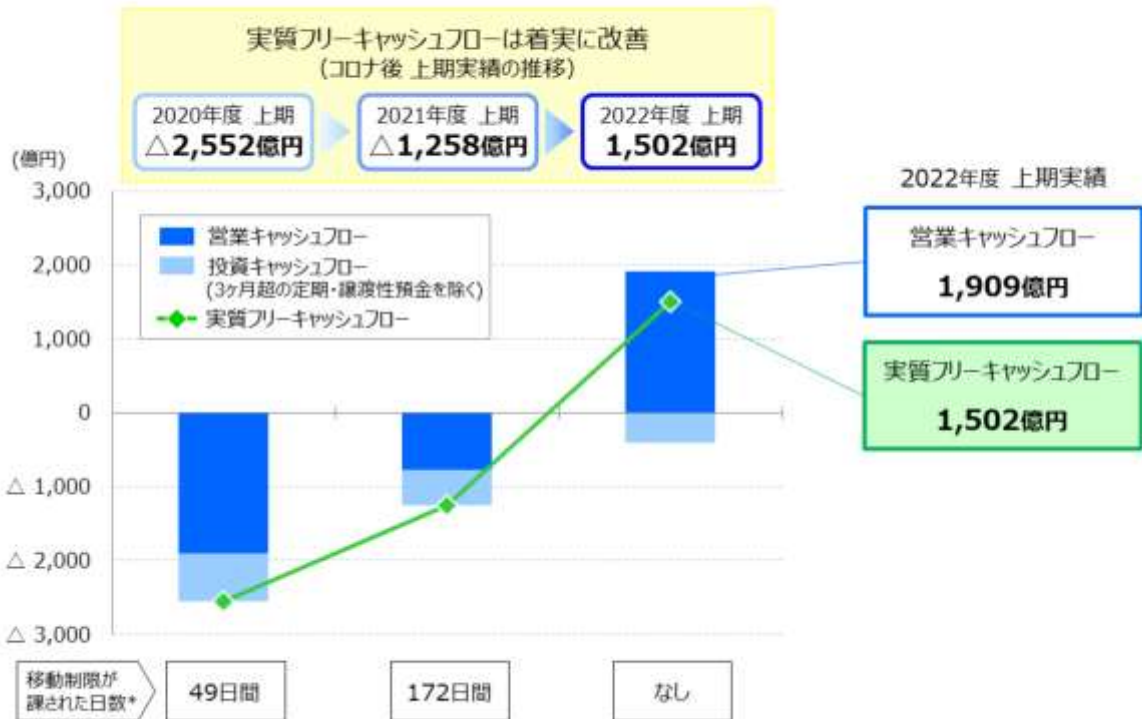 実質フリーキャッシュフローは着実に改善
(コロナ後 上期実績の推移)
2020年度 上期
△2,552億円
2021年度 上期
△1,258億円
2022年度 上期
1,502億円
(億円)
3,000
2,000
1,000
0
△ 1,000
△ 2,000
△ 3,000
営業キャッシュフロー
投資キャッシュフロー
(3ヶ月超の定期・譲渡性預金を除く)
実質フリーキャッシュフロー
2022年度 上期実績
営業キャッシュフロー
1,909億円
実質フリーキャッシュフロー
1,502億円
移動制限が
課された日数*
49日間
172日間
なし